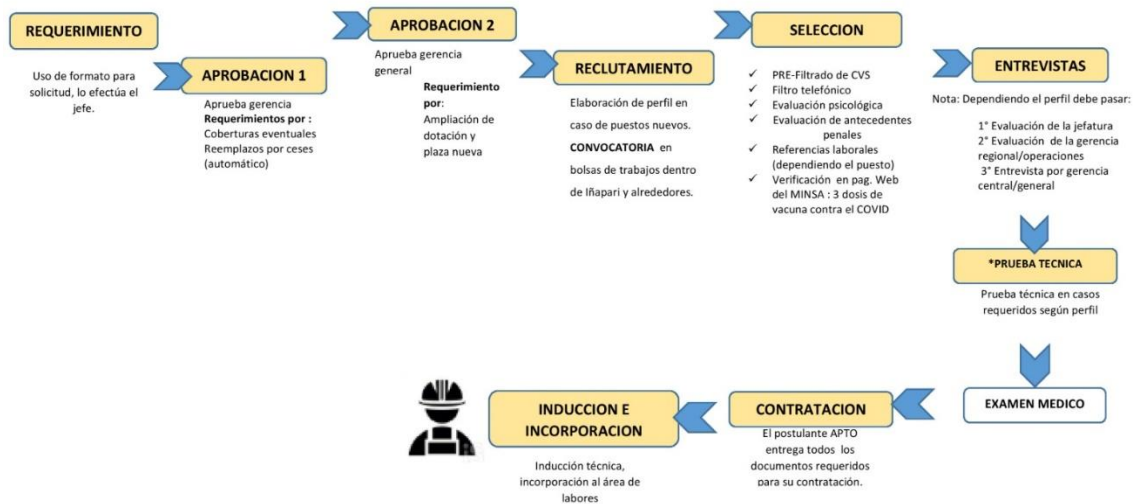 REQUERIMIENTO
Uso de formato para
solicitud, lo efectúa el
jefe.
APROBACION 1
Aprueba gerencia
Requerimientos por :
Coberturas eventuales
Reemplazos por ceses
(automático)
APROBACION 2
Aprueba gerencia
general
Requerimiento
por:
Ampliación de
dotación y
plaza nueva
RECLUTAMIENTO
Elaboración de perfil en
caso de puestos nuevos.
CONVOCATORIA en
bolsas de trabajos dentro
de Iñapari y alrededores.
SELECCION
✓ PRE-Filtrado de CVS
✓ Filtro telefónico
✓ Evaluación psicológica
✓ Evaluación de antecedentes
penales
✓ Referencias laborales
(dependiendo el puesto)
✓ Verificación en pag. Web
del MINSA : 3 dosis de
vacuna contra el COVID
ENTREVISTAS
Nota: Dependiendo el perfil debe pasar:
1° Evaluación de la jefatura
2° Evaluación de la gerencia
regional/operaciones
3° Entrevista por gerencia
central/general
*PRUEBA TECNICA
Prueba técnica en casos
requeridos según perfil
EXAMEN MEDICO
CONTRATACION
El postulante APTO
entrega todos los
documentos requeridos
para su contratación.
INDUCCION E
INCORPORACION
Inducción técnica,
incorporación al área de
labores